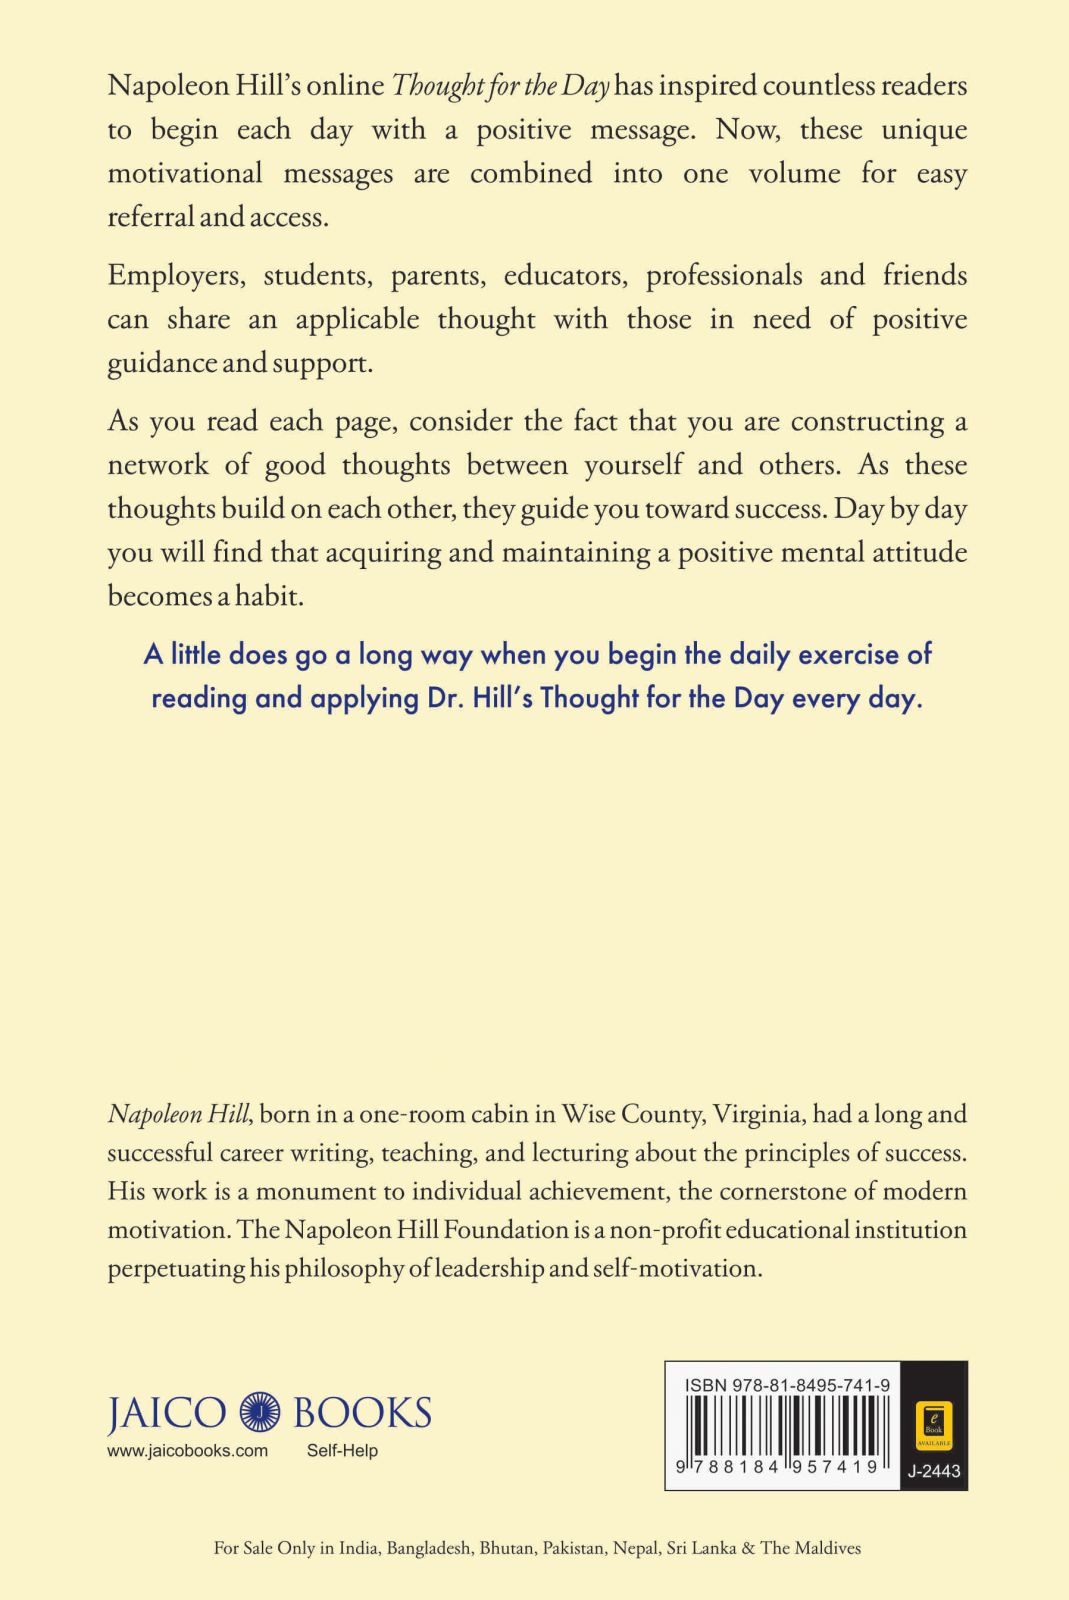 Napoleon Hill’s online Thought for the Day has inspired countless readers
to begin each day with a positive message. Now, these unique
motivational messages are combined into one volume for easy
referral and access.
Employers, students, parents, educators, professionals and friends
can share an applicable thought with those in need of positive
guidance and support.
As you read each page, consider the fact that you are constructing a
network of good thoughts between yourself and others. As these
thoughts build on each other, they guide you toward success. Day by day
you will find that acquiring and maintaining a positive mental attitude
becomes a habit.
A little does go a long way when you begin the daily exercise of
reading and applying Dr. Hill’s Thought for the Day every day.
Napoleon Hill, born in a one-room cabin in Wise County, Virginia, had a long and
successful career writing, teaching, and lecturing about the principles of success.
His work is a monument to individual achievement, the cornerstone of modern
motivation. The Napoleon Hill Foundation is a non-profit educational institution
perpetuating his philosophy of leadership and self-motivation.
JAICO J BOOKS
www.jaicobooks.com Self-Help
ISBN 978-81-8495-741-9
9 788184 957419
e
Book
AVAILABLE
J-2443
For Sale Only in India, Bangladesh, Bhutan, Pakistan, Nepal, Sri Lanka & The Maldives